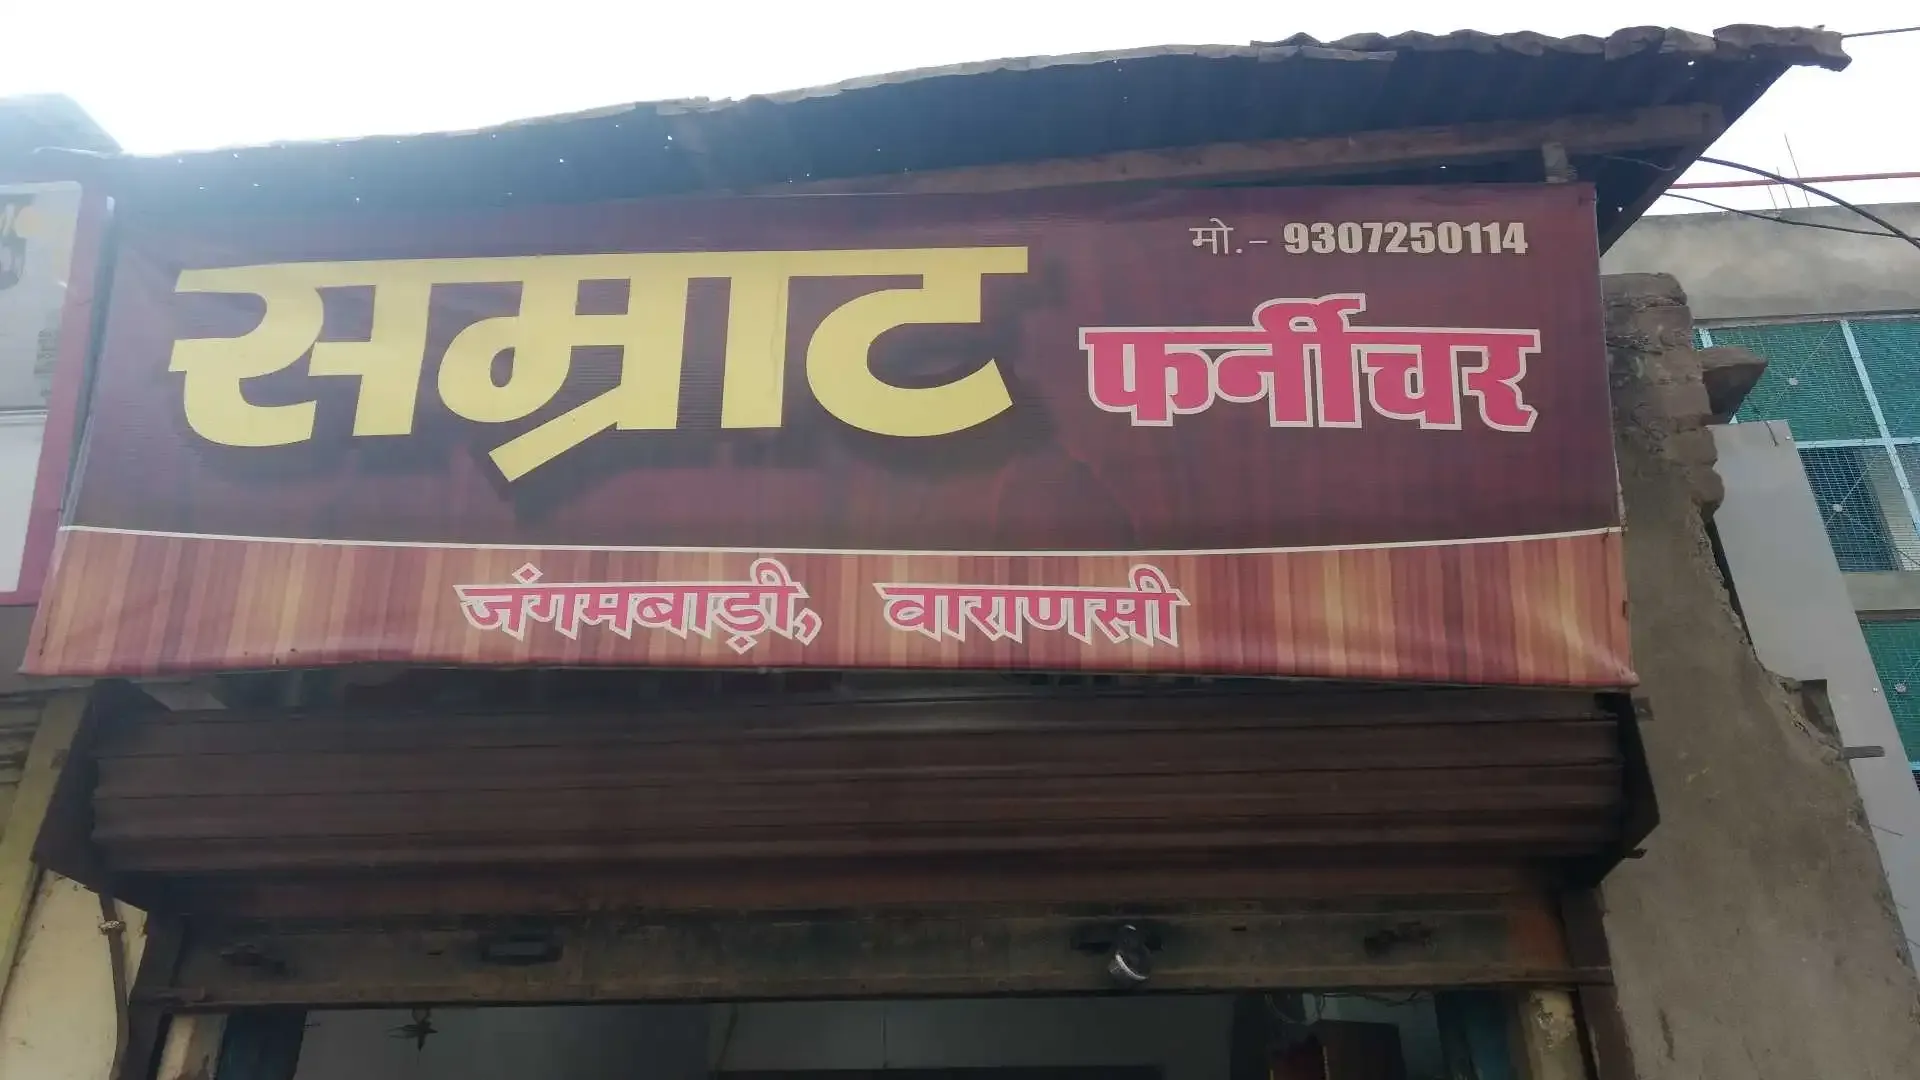 मो.- 9307250114
सम्राट फर्नीचर
जंगमबाड़ी, वाराणसी